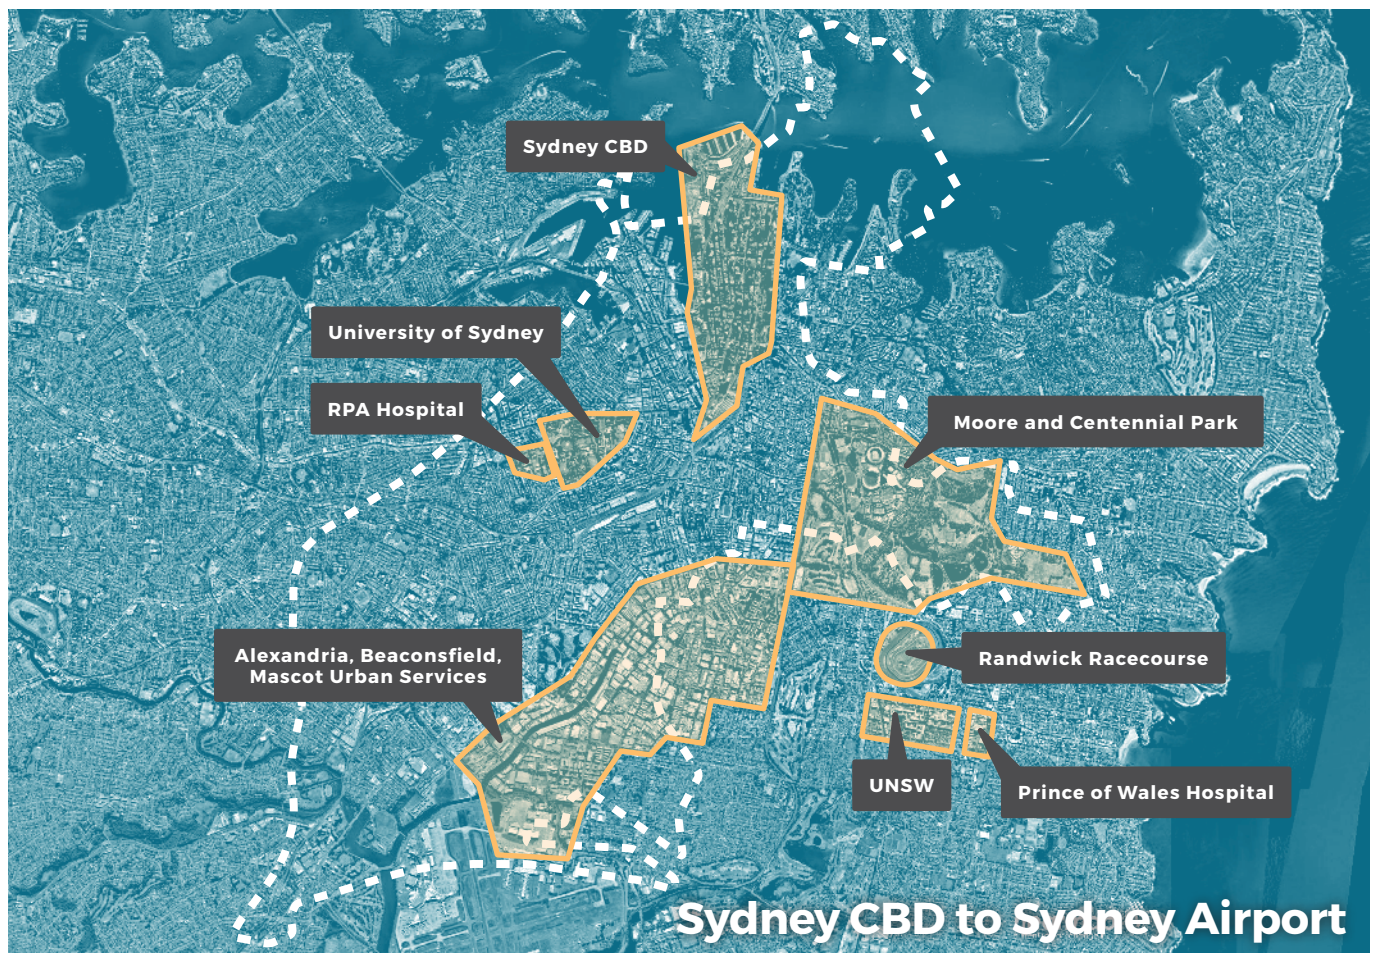 Sydney CBD
University of Sydney
RPA Hospital
Moore and Centennial Park
Alexandria, Beaconsfield,
Mascot Urban Services
Randwick Racecourse
UNSW
Prince of Wales Hospital
Sydney CBD to Sydney Airport